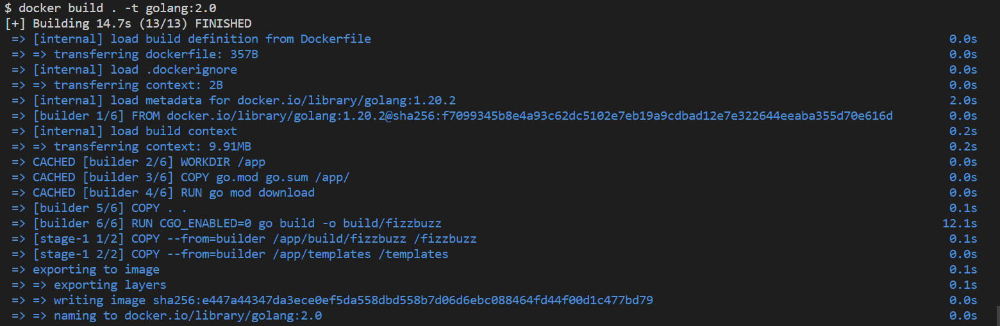 $ docker build . -t golang:2.0
[+] Building 14.7s (13/13) FINISHED
=> [internal] load build definition from Dockerfile 0.0s
=> => transferring dockerfile: 357B 0.0s
=> [internal] load .dockerignore 0.0s
=> => transferring context: 2B 0.0s
=> [internal] load metadata for docker.io/library/golang:1.20.2 2.0s
=> [builder 1/6] FROM docker.io/library/golang:1.20.2@sha256:f7099345b8e4a93c62dc5102e7eb19a9cdbad12e7e322644eeaba355d70e616d 0.0s
=> [internal] load build context 0.2s
=> => transferring context: 9.91MB 0.2s
=> CACHED [builder 2/6] WORKDIR /app 0.0s
=> CACHED [builder 3/6] COPY go.mod go.sum /app/ 0.0s
=> CACHED [builder 4/6] RUN go mod download 0.0s
=> [builder 5/6] COPY . . 0.1s
=> [builder 6/6] RUN CGO_ENABLED=0 go build -o build/fizzbuzz 12.1s
=> [stage-1 1/2] COPY --from=builder /app/build/fizzbuzz /fizzbuzz 0.1s
=> [stage-1 2/2] COPY --from=builder /app/templates /templates 0.0s
=> exporting to image 0.1s
=> => exporting layers 0.1s
=> => writing image sha256:e447a44347da3ece0ef5da558dbd558b7d06d6ebc088464fd44f00d1c477bd79 0.0s
=> => naming to docker.io/library/golang:2.0 0.0s